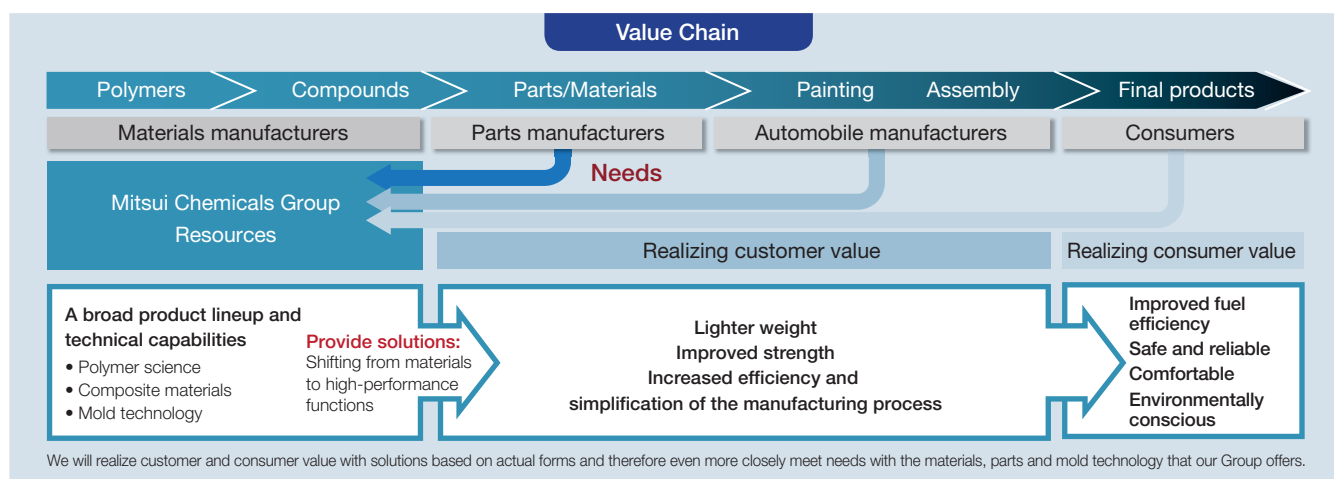 Value Chain
Polymers
Compounds
Parts/Materials
Painting
Assembly
Final products
Materials manufacturers
Parts manufacturers
Automobile manufacturers
Consumers
Needs
Mitsui Chemicals Group
Resources
Realizing customer value
Realizing consumer value
A broad product lineup and
technical capabilities
• Polymer science
• Composite materials
• Mold technology
Provide solutions:
Shifting from materials
to high-performance
functions
Lighter weight
Improved strength
Increased efficiency and
simplification of the manufacturing process
Improved fuel
efficiency
Safe and reliable
Comfortable
Environmentally
conscious
We will realize customer and consumer value with solutions based on actual forms and therefore even more closely meet needs with the materials, parts and mold technology that our Group offers.